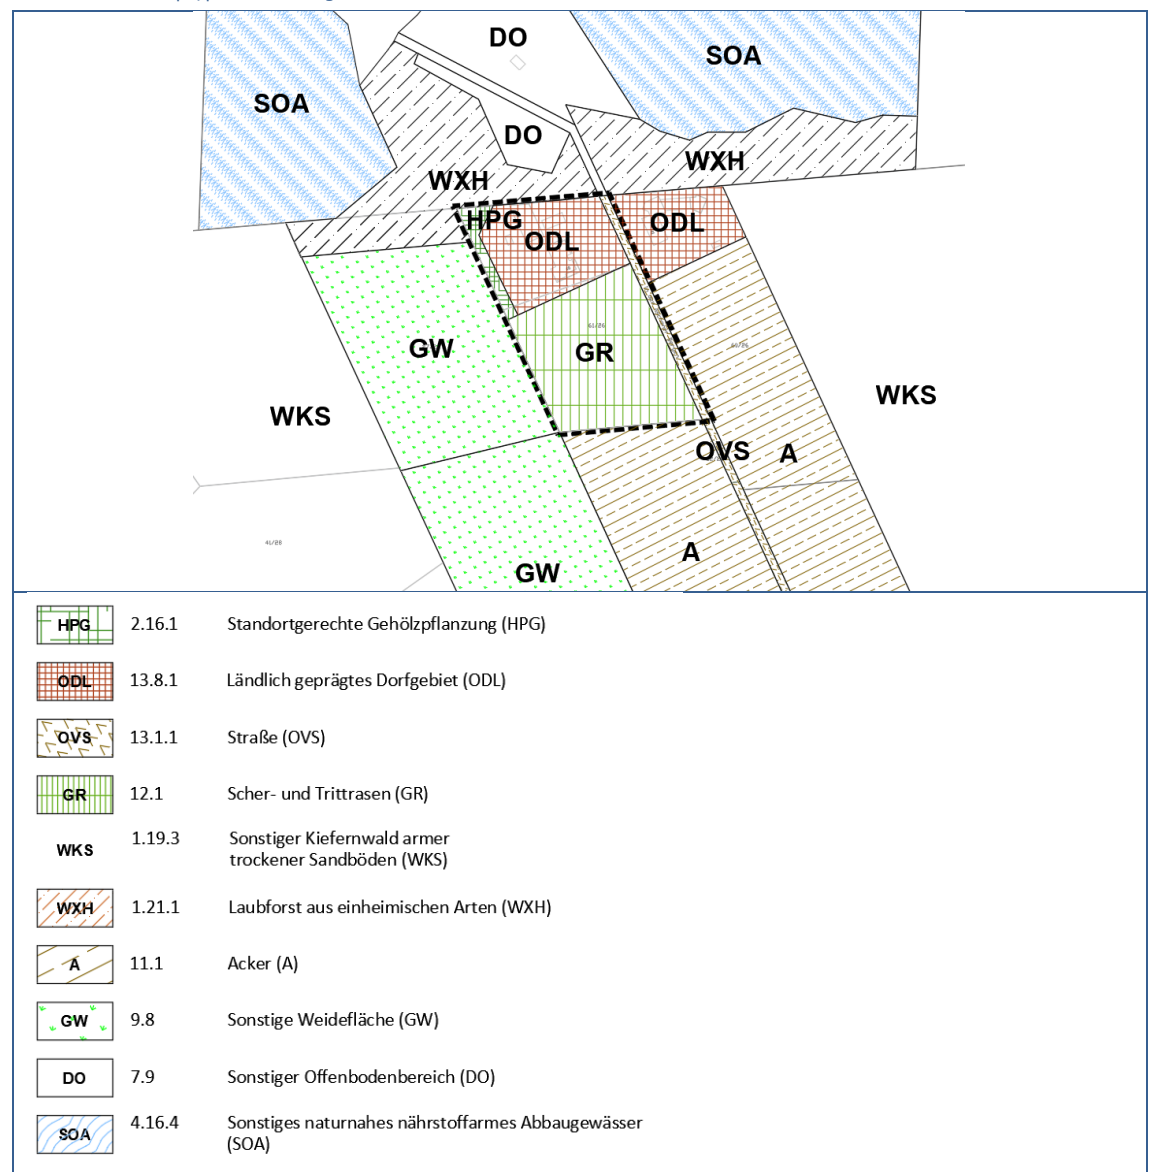 DO
SOA
SOA
DO
WXH
WXH
HPG
ODL
ODL
GW
GR
WKS
WKS
OVS
A
A
GW
HPG 2.16.1 Standortgerechte Gehölzpflanzung (HPG)
ODL 13.8.1 Ländlich geprägtes Dorfgebiet (ODL)
OVS 13.1.1 Straße (OVS)
GR 12.1 Scher- und Trittrasen (GR)
WKS 1.19.3 Sonstiger Kiefernwald armer
trockener Sandböden (WKS)
WXH 1.21.1 Laubforst aus einheimischen Arten (WXH)
A 11.1 Acker (A)
GW 9.8 Sonstige Weidefläche (GW)
DO 7.9 Sonstiger Offenbodenbereich (DO)
SOA 4.16.4 Sonstiges naturnahes nährstoffarmes Abbaugewässer
(SOA)